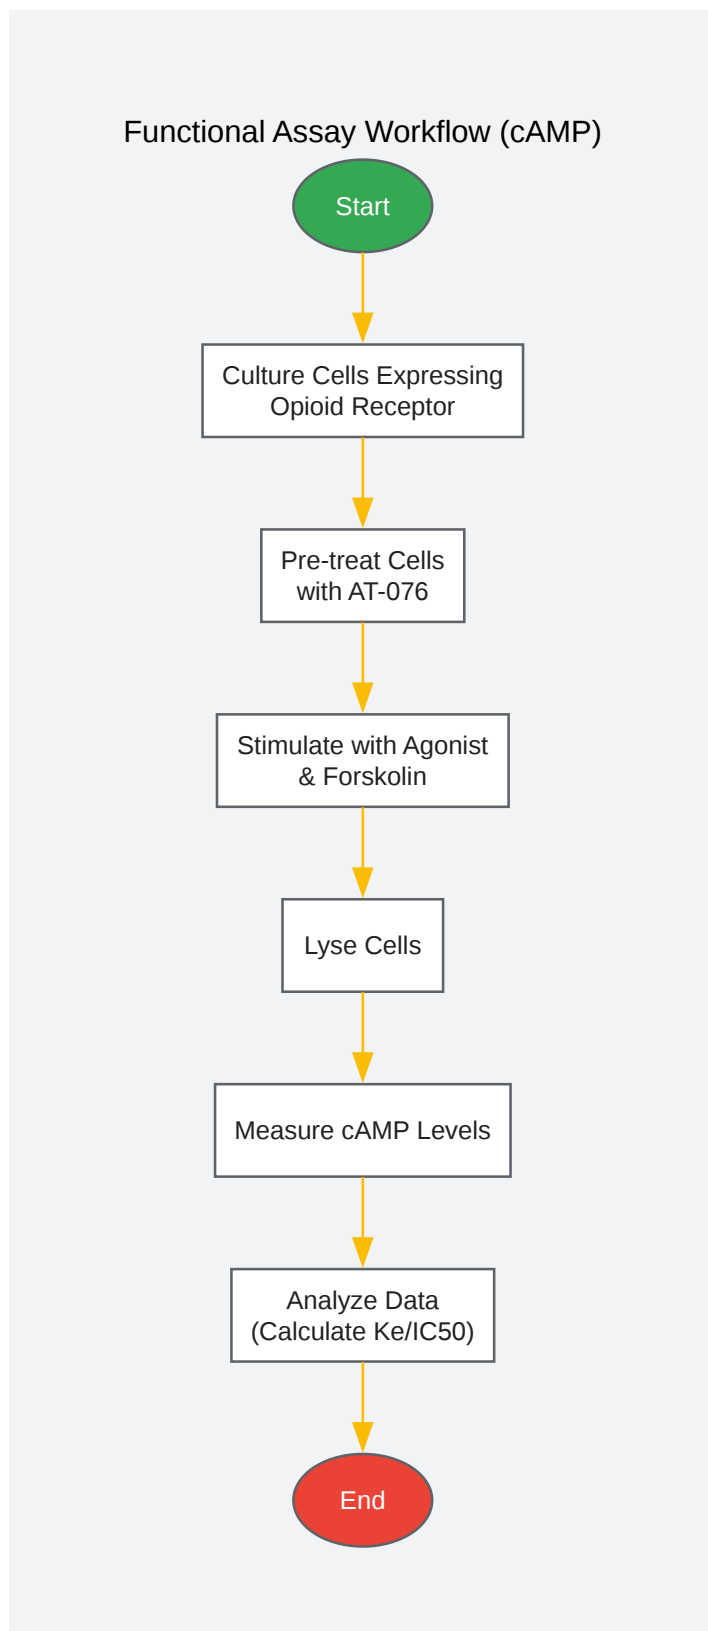 Functional Assay Workflow (cAMP)
Start
Culture Cells Expressing
Opioid Receptor
Pre-treat Cells
with AT-076
Stimulate with Agonist
& Forskolin
Lyse Cells
Measure cAMP Levels
Analyze Data
(Calculate Ke/IC50)
End